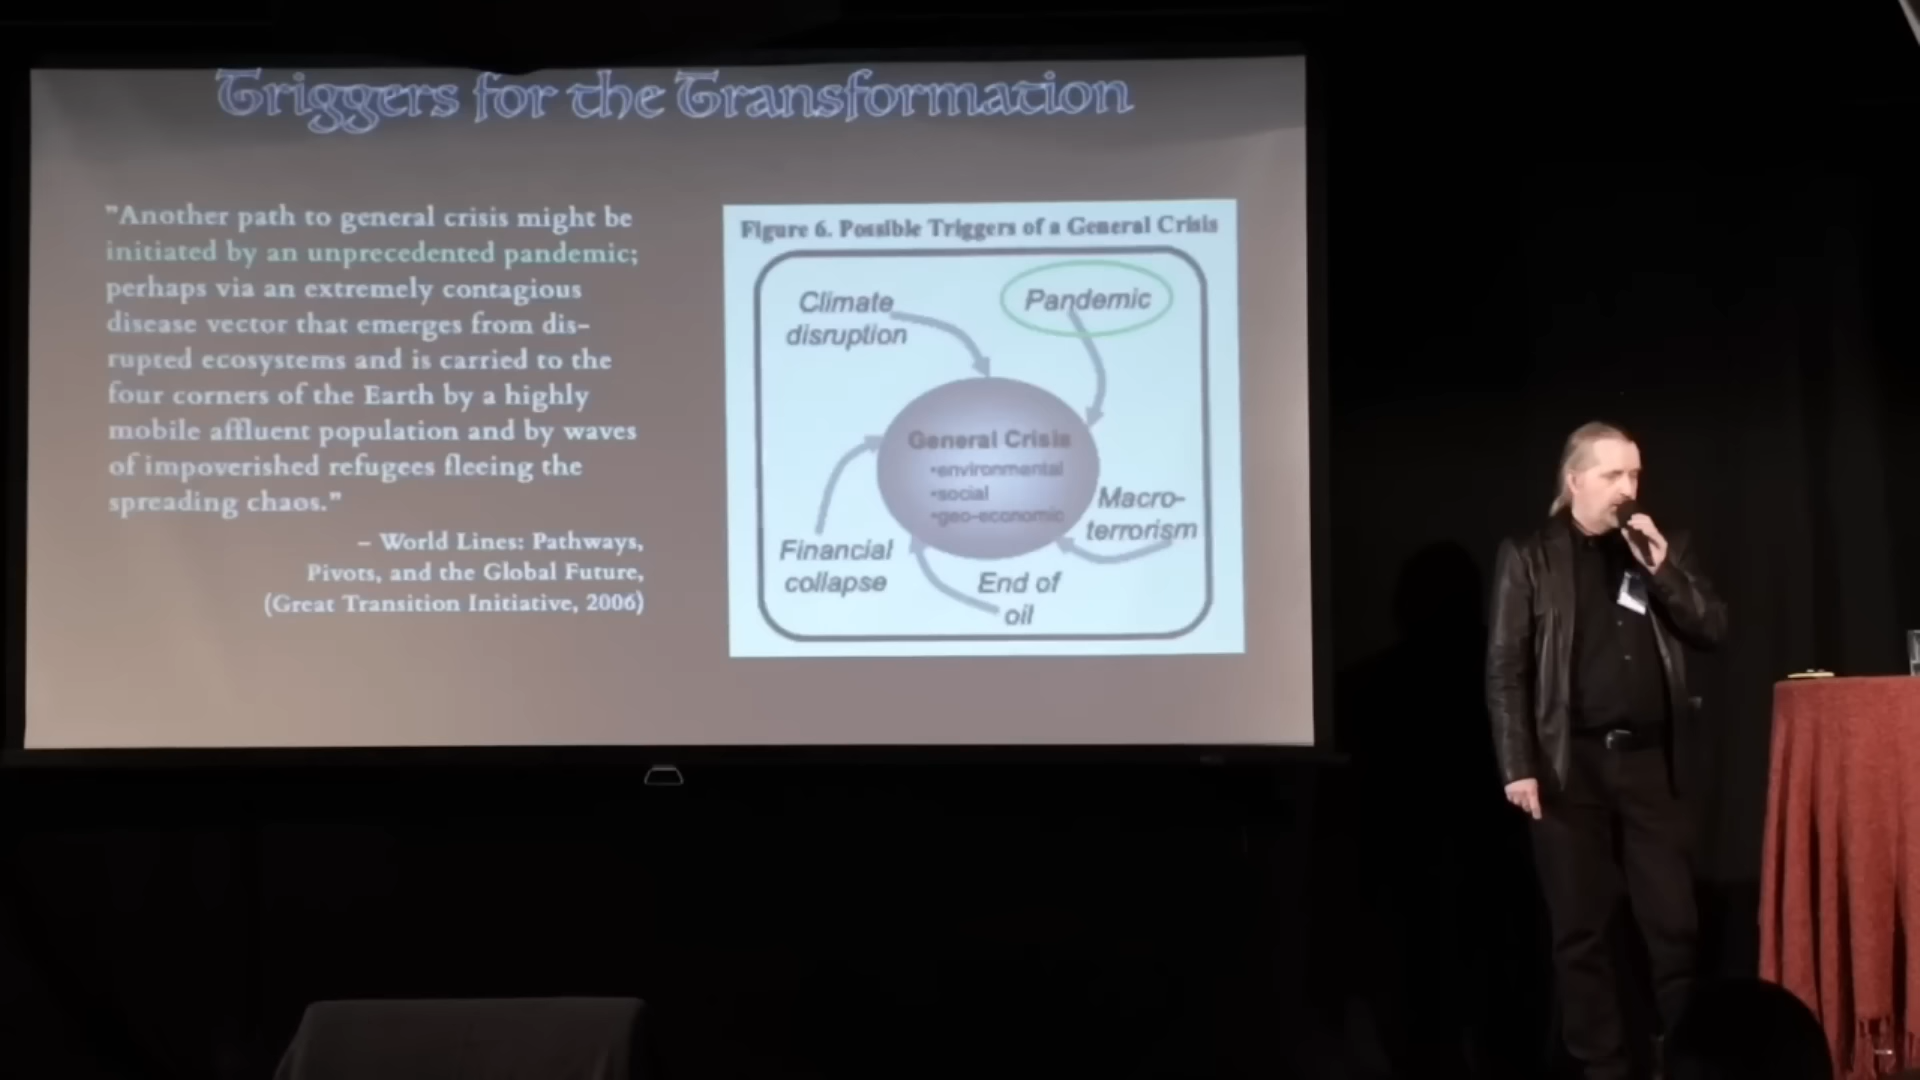 Triggers for the Transformation
"Another path to general crisis might be
initiated by an unprecedented pandemic;
perhaps via an extremely contagious
disease vector that emerges from dis-
rupted ecosystems and is carried to the
four corners of the Earth by a highly
mobile affluent population and by waves
of impoverished refugees fleeing the
spreading chaos."
– World Lines: Pathways,
Pivots, and the Global Future,
(Great Transition Initiative, 2006)
Figure 6. Possible Triggers of a General Crisis
Climate
disruption
Pandemic
General Crisis
•environmental
•social
•geo-economic
Macro-
terrorism
Financial
collapse
End of
oil